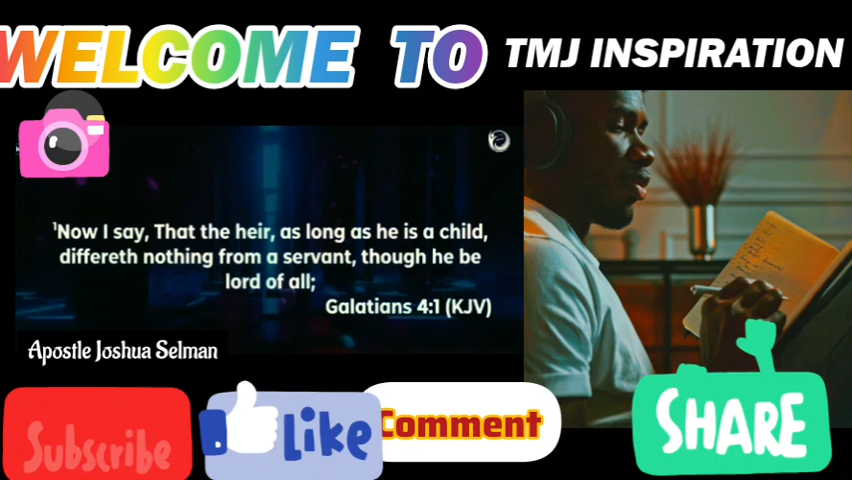 WELCOME TO TMJ INSPIRATION
¹Now I say, That the heir, as long as he is a child,
differeth nothing from a servant, though he be
lord of all;
Galatians 4:1 (KJV)
Apostle Joshua Selman
Subscribe
Like
Comment
SHARE